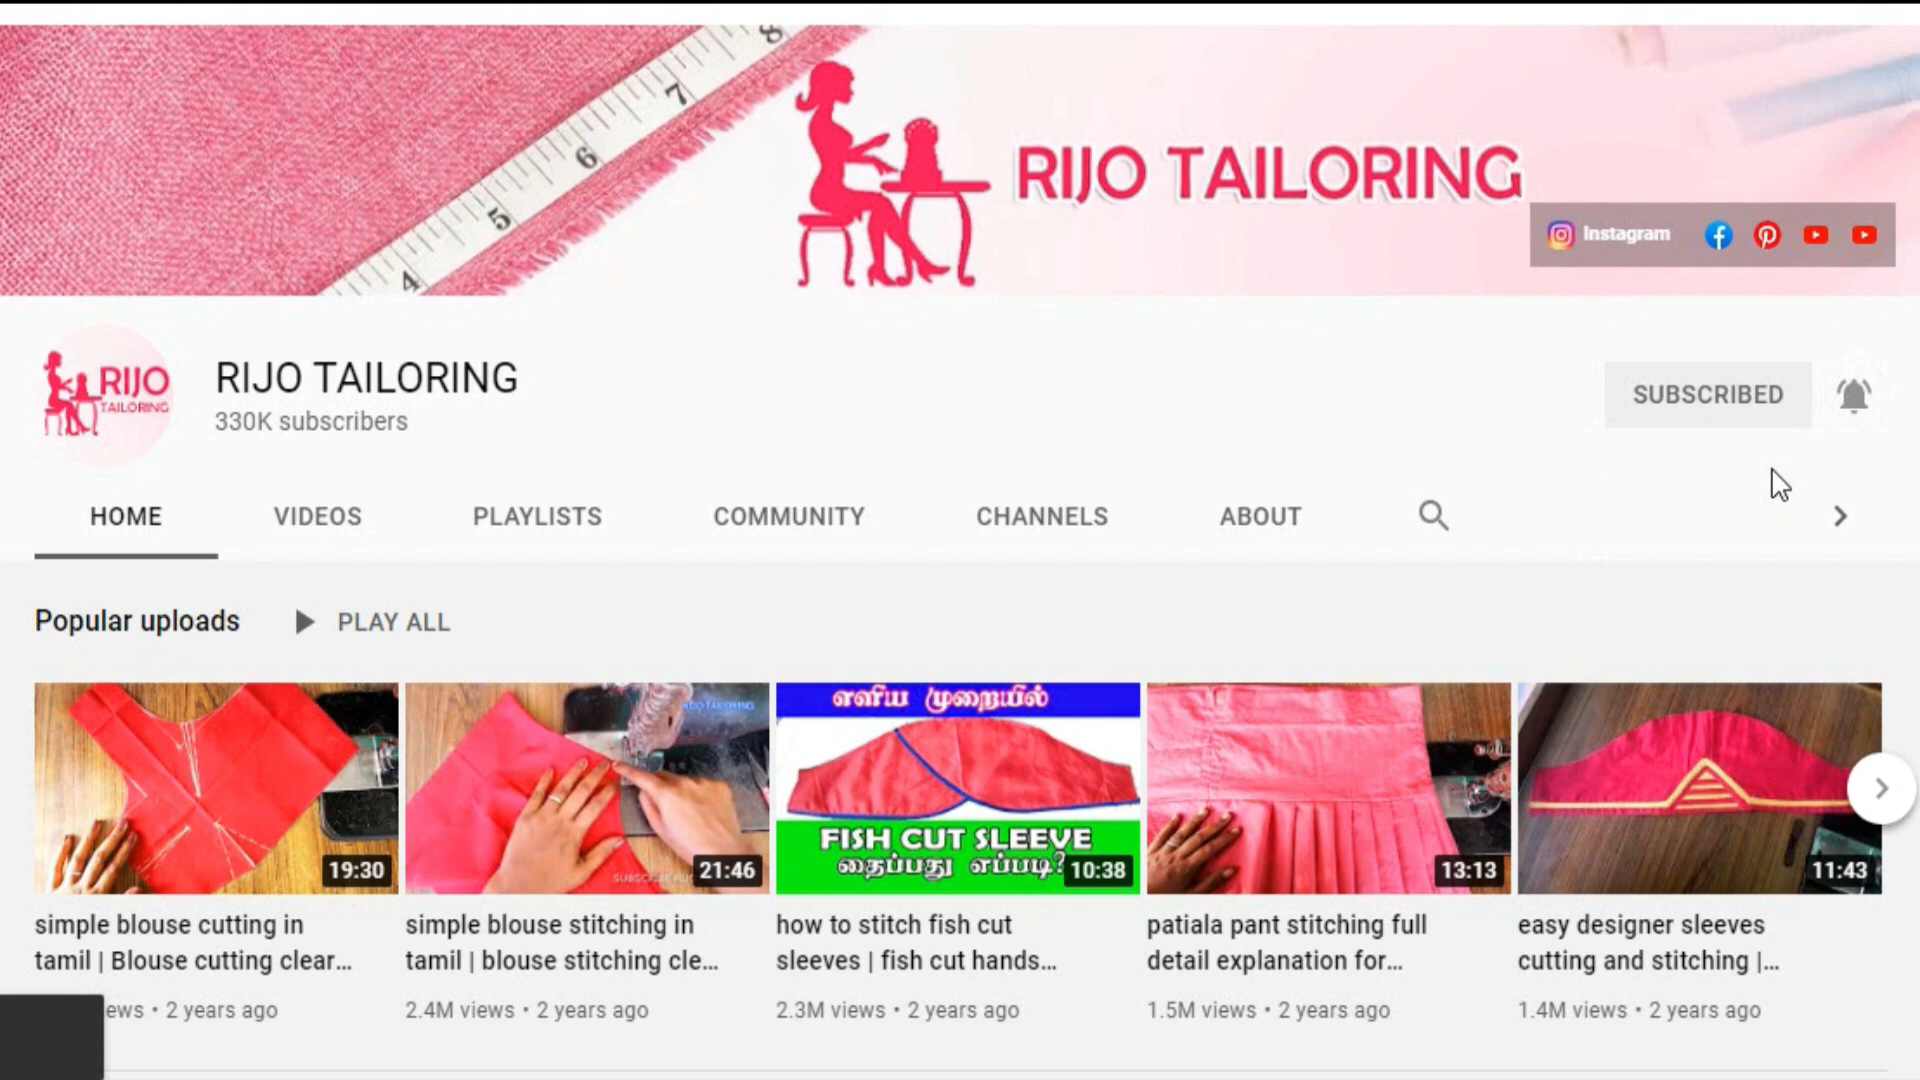 8
7
6
5
4
RIJO TAILORING
Instagram
RIJO
TAILORING
RIJO TAILORING
330K subscribers
SUBSCRIBED
HOME VIDEOS PLAYLISTS COMMUNITY CHANNELS ABOUT
Popular uploads PLAY ALL
எளிய முறையில்
FISH CUT SLEEVE
தைப்பது எப்படி?
19:30 21:46 10:38 13:13 11:43
simple blouse cutting in
tamil | Blouse cutting clear...
ews • 2 years ago
simple blouse stitching in
tamil | blouse stitching cle...
2.4M views • 2 years ago
how to stitch fish cut
sleeves | fish cut hands...
2.3M views • 2 years ago
patiala pant stitching full
detail explanation for...
1.5M views • 2 years ago
easy designer sleeves
cutting and stitching |...
1.4M views • 2 years ago